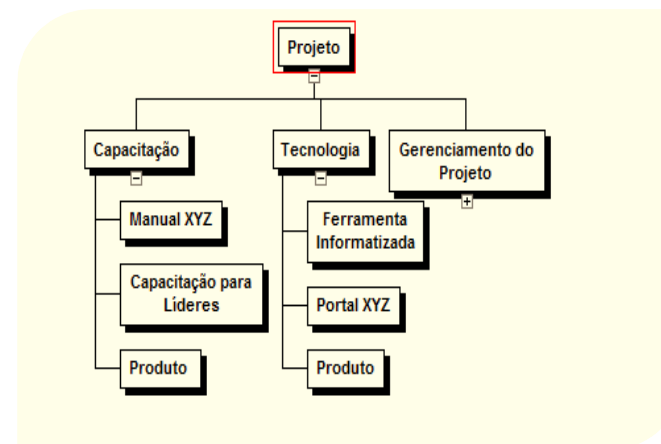 Projeto
Capacitação
Tecnologia
Gerenciamento do
Projeto
Manual XYZ
Capacitação para
Líderes
Produto
Ferramenta
Informatizada
Portal XYZ
Produto